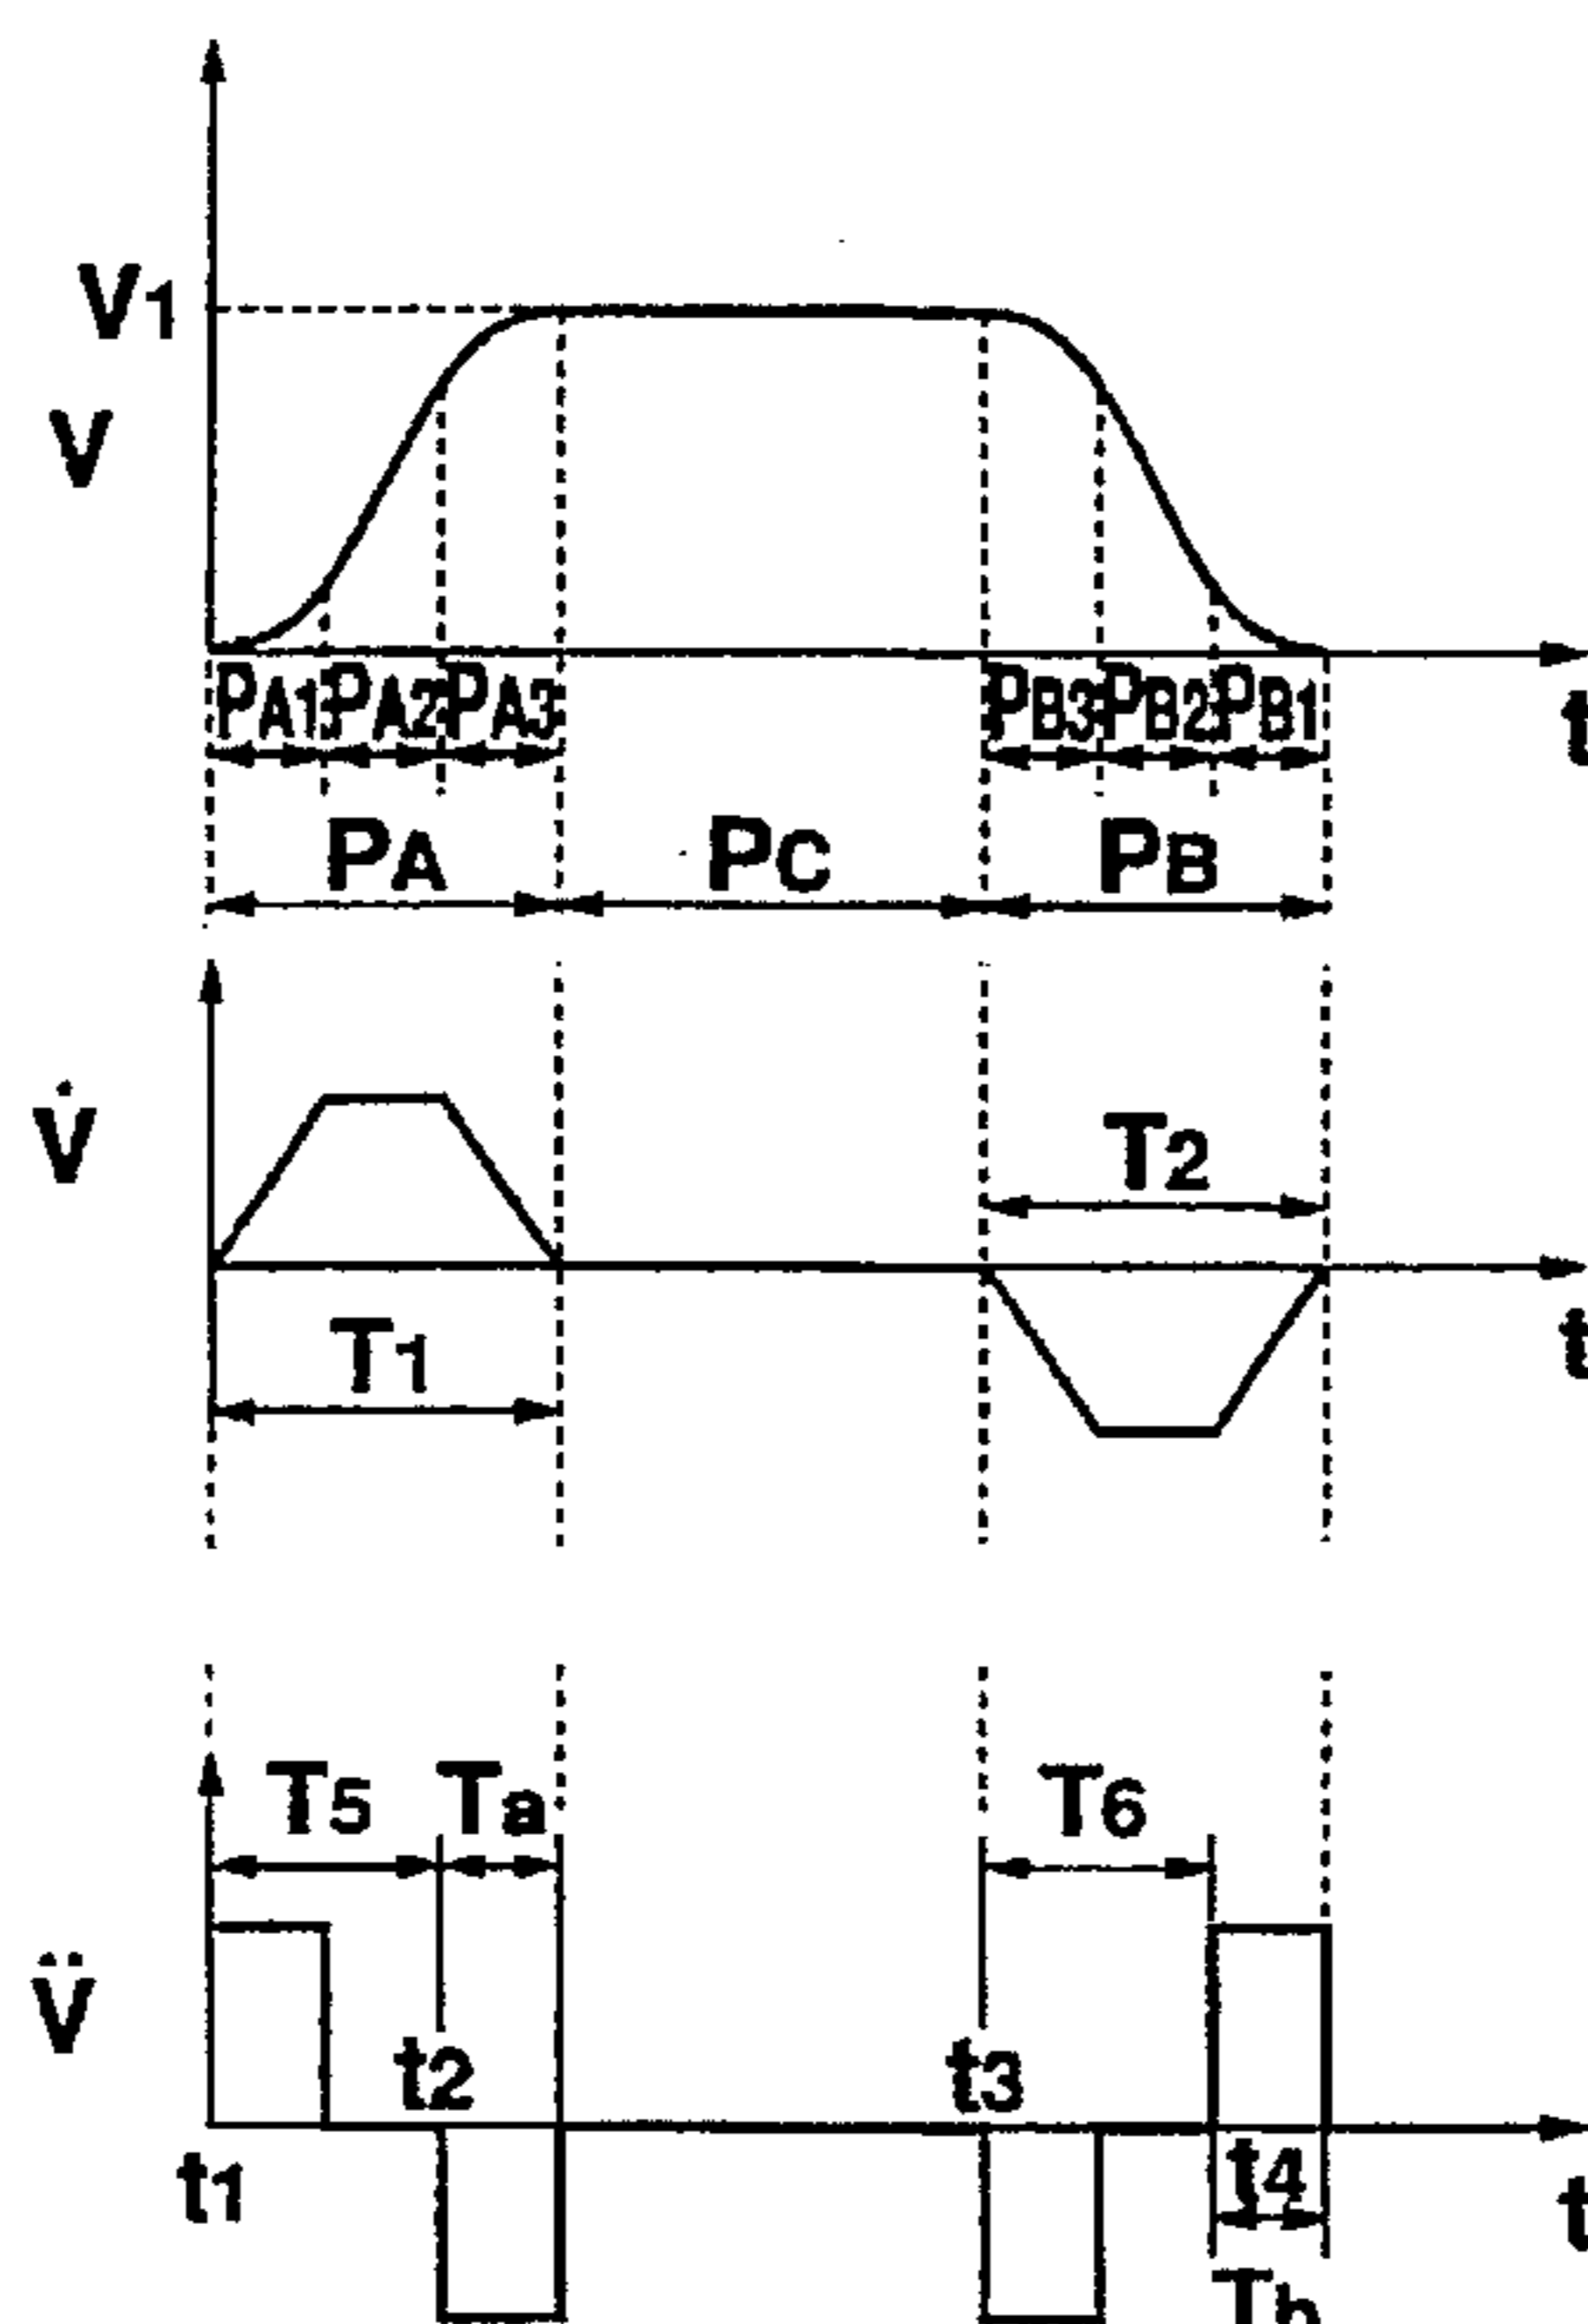 V1
V
PA1 PA2 PA3 PB3 PB2 PB1
t
PA PC PB
V̇
T2
t
T1
T5 Ta T6
V̈
t2 t3
t1 t4 t
Tb